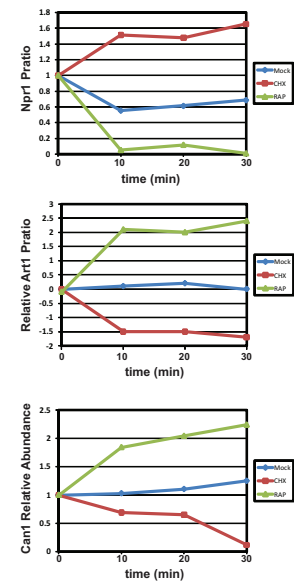 Npr1 Pratio
1.8
1.6
1.4
1.2
1
0.8
0.6
0.4
0.2
0
0 10 20 30
time (min)
Mock
CHX
RAP
Relative Art1 Pratio
3
2.5
2
1.5
1
0.5
0
-0.5
-1
-1.5
-2
0 10 20 30
time (min)
Mock
CHX
RAP
Can1 Relative Abundance
2.5
2
1.5
1
0.5
0
0 10 20 30
time (min)
Mock
CHX
RAP